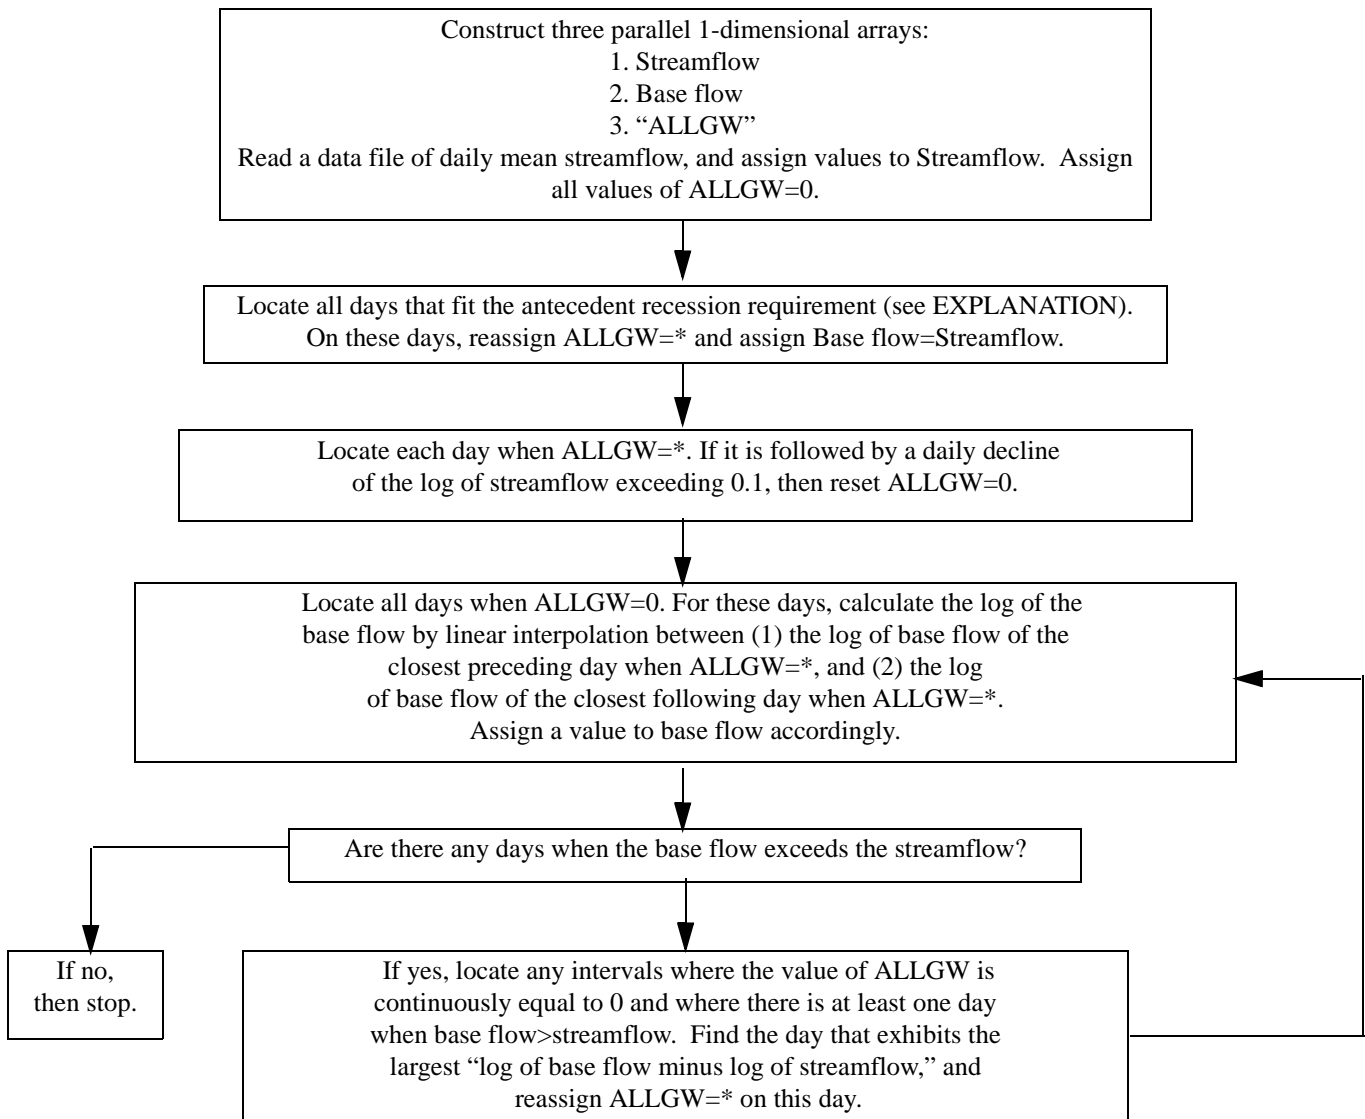 Construct three parallel 1-dimensional arrays:
1. Streamflow
2. Base flow
3. “ALLGW”
Read a data file of daily mean streamflow, and assign values to Streamflow.  Assign
all values of ALLGW=0.
Locate all days that fit the antecedent recession requirement (see EXPLANATION).
On these days, reassign ALLGW=* and assign Base flow=Streamflow.
Locate each day when ALLGW=*. If it is followed by a daily decline
of the log of streamflow exceeding 0.1, then reset ALLGW=0.
Locate all days when ALLGW=0. For these days, calculate the log of the
base flow by linear interpolation between (1) the log of base flow of the
closest preceding day when ALLGW=*, and (2) the log
of base flow of the closest following day when ALLGW=*.
Assign a value to base flow accordingly.
Are there any days when the base flow exceeds the streamflow?
If no,
then stop.
If yes, locate any intervals where the value of ALLGW is
continuously equal to 0 and where there is at least one day
when base flow>streamflow.  Find the day that exhibits the
largest “log of base flow minus log of streamflow,” and
reassign ALLGW=* on this day.